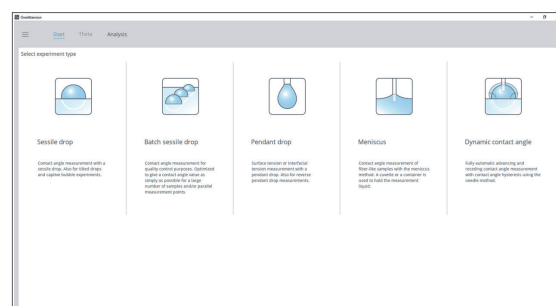 OneAttension
Start Theta Analysis
Select experiment type
Sessile drop
Contact angle measurement with a
sessile drop. Also for tilted drops
and captive bubble experiments.
Batch sessile drop
Contact angle measurement for
quality control purposes. Optimized
to give a contact angle value as
simply as possible for a large
number of samples and/or parallel
measurement points.
Pendant drop
Surface tension or interfacial
tension measurement with a
pendant drop. Also for reverse
pendant drop measurements.
Meniscus
Contact angle measurement of
fiber-like samples with the meniscus
method. A cuvette or a container is
used to hold the measurement
liquid.
Dynamic contact angle
Fully automatic advancing and
receding contact angle measurement
with contact angle hysteresis using the
needle method.